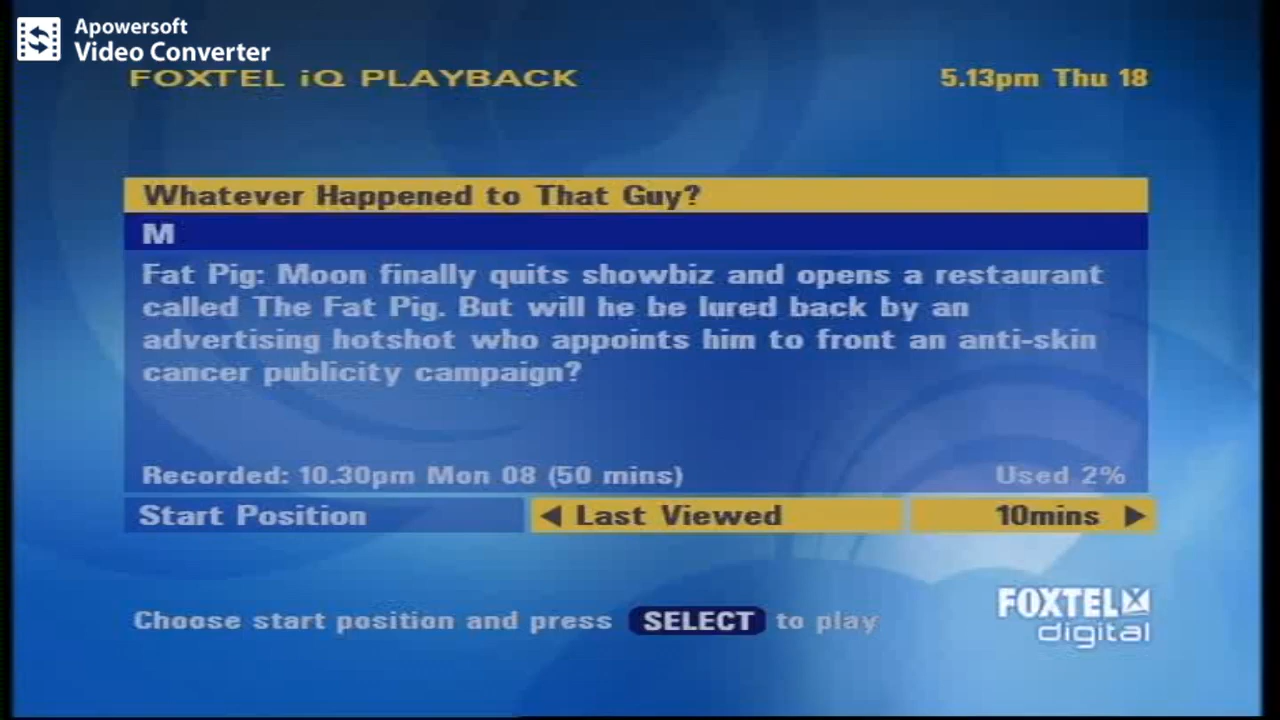 Apowersoft
Video Converter
FOXTEL iQ PLAYBACK 5.13pm Thu 18
Whatever Happened to That Guy?
M
Fat Pig: Moon finally quits showbiz and opens a restaurant
called The Fat Pig. But will he be lured back by an
advertising hotshot who appoints him to front an anti-skin
cancer publicity campaign?
Recorded: 10.30pm Mon 08 (50 mins) Used 2%
Start Position ◀ Last Viewed 10mins ▶
Choose start position and press SELECT to play
FOXTEL
digital